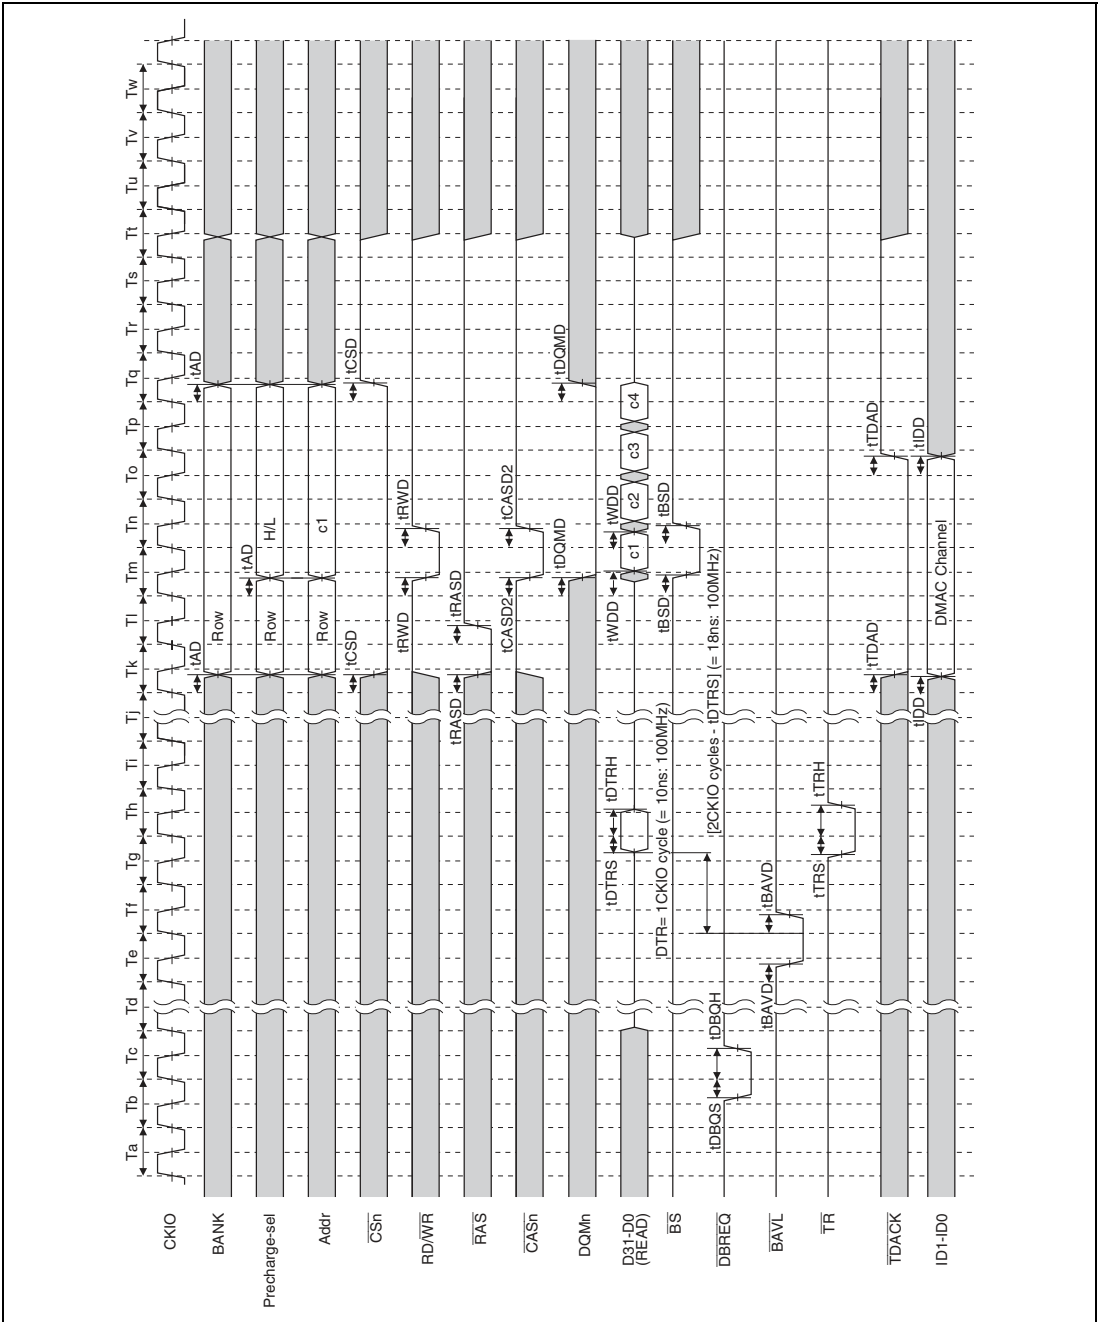 Ta Tb Tc Td Te Tf Tg Th Ti Tj Tk Tl Tm Tn To Tp Tq Tr Ts Tt Tu Tv Tw
CKIO
tAD tAD
BANK Row
tAD
Precharge-sel Row H/L
Addr Row c1
tCSD tCSD
CSn
tRWD tRWD
RD/WR
tRASD tRASD
RAS
tCASD2 tCASD2
CASn
tDQMD tDQMD
DQMn
tDTRS tDTRH tWDD tWDD
D31-D0
(READ)
c1 c2 c3 c4
DTR= 1CKIO cycle (= 10ns: 100MHz)
tBSD tBSD
BS
[2CKIO cycles - tDTRS] (= 18ns: 100MHz)
tDBQS tDBQH
DBREQ
tBAVD tBAVD
BAVL
tTRS tTRH
TR
tTDAD tTDAD
TDACK
tIDD tIDD
ID1-ID0 DMAC Channel